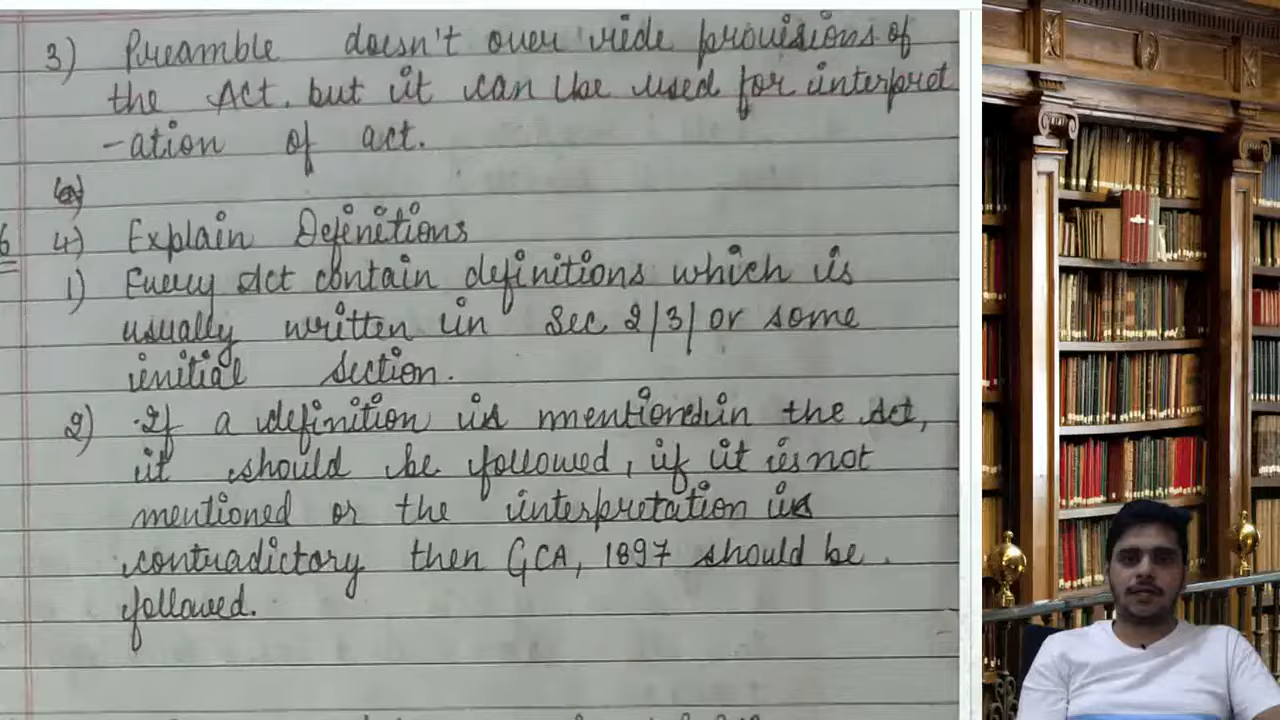 3) Preamble doesn't over ride provisions of
the Act. but it can be used for interpret
-ation of act.
6 4) Explain Definitions
1) Every Act contain definitions which is
usually written in Sec 2/3/ or some
initial section.
2) If a definition is mentioned in the Act,
it should be followed, if it is not
mentioned or the interpretation is
contradictory then GCA, 1897 should be
followed.